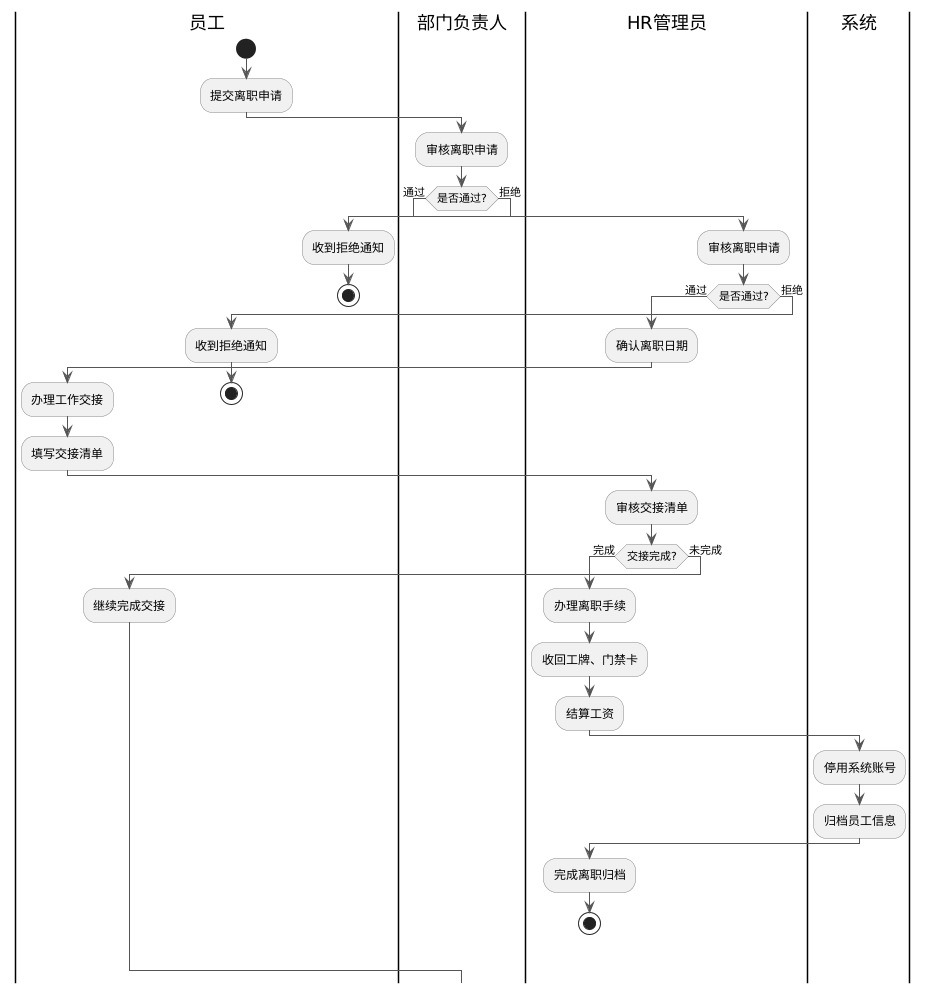 员工
部门负责人
HR管理员
系统
提交离职申请
审核离职申请
通过
是否通过?
拒绝
收到拒绝通知
审核离职申请
通过
是否通过?
拒绝
收到拒绝通知
确认离职日期
办理工作交接
填写交接清单
审核交接清单
完成
交接完成?
未完成
继续完成交接
办理离职手续
收回工牌、门禁卡
结算工资
停用系统账号
归档员工信息
完成离职归档